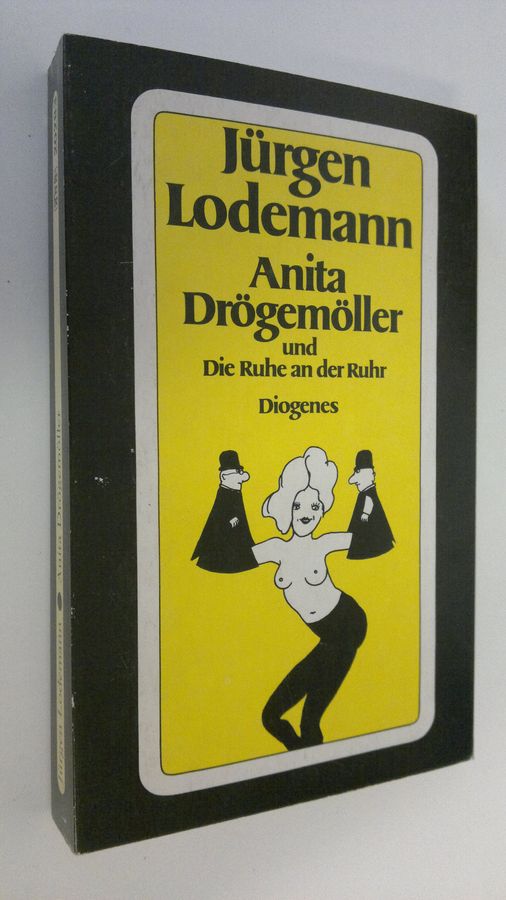 Jürgen
Lodemann
Anita
Drögemöller
und
Die Ruhe an der Ruhr
Diogenes
Jürgen Lodemann ● Anita Drögemöller